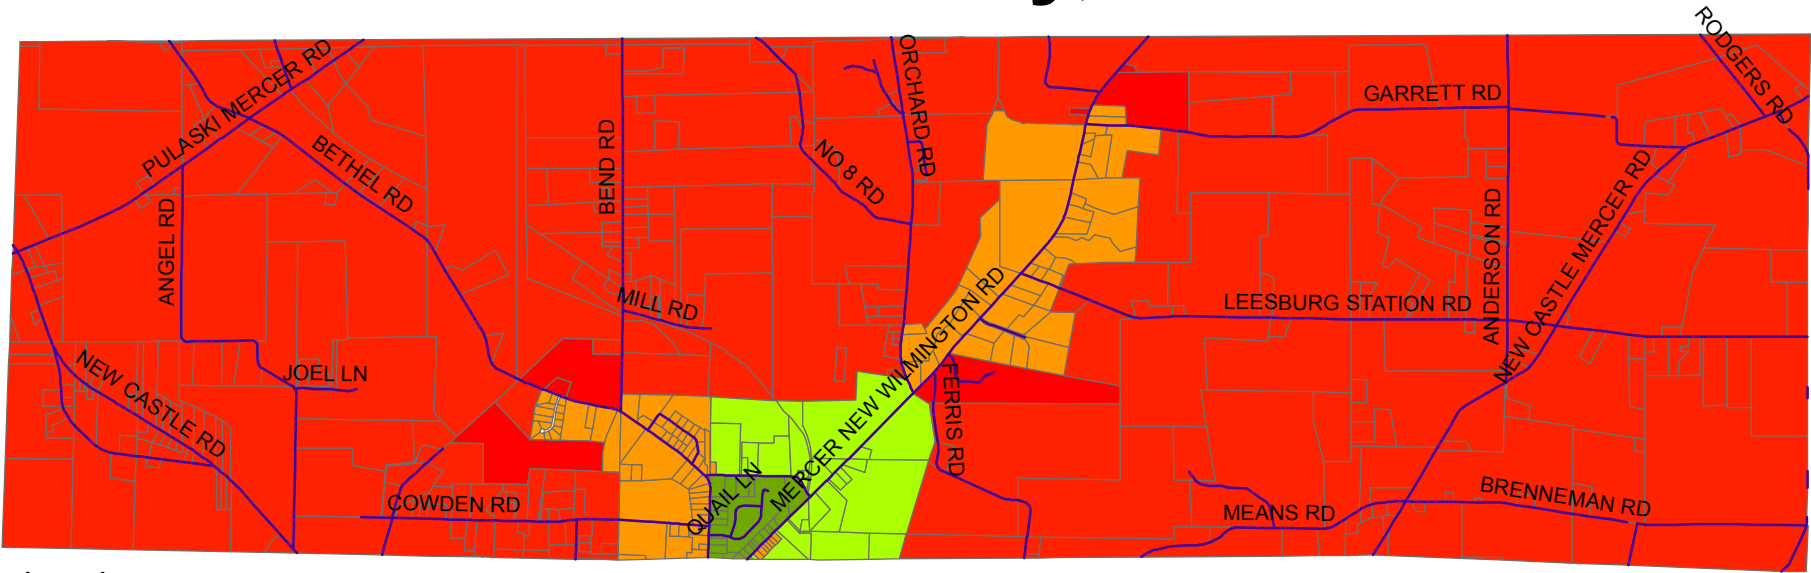 RODGERS RD
ORCHARD RD
PULASKI MERCER RD
GARRETT RD
BETHEL RD
BEND RD
NO 8 RD
ANGEL RD
ANDERSON RD
NEW CASTLE MERCER RD
MILL RD
LEESBURG STATION RD
MERCER NEW WILMINGTON RD
NEW CASTLE RD
JOEL LN
FERRIS RD
QUAIL LN
COWDEN RD
MEANS RD
BRENNEMAN RD